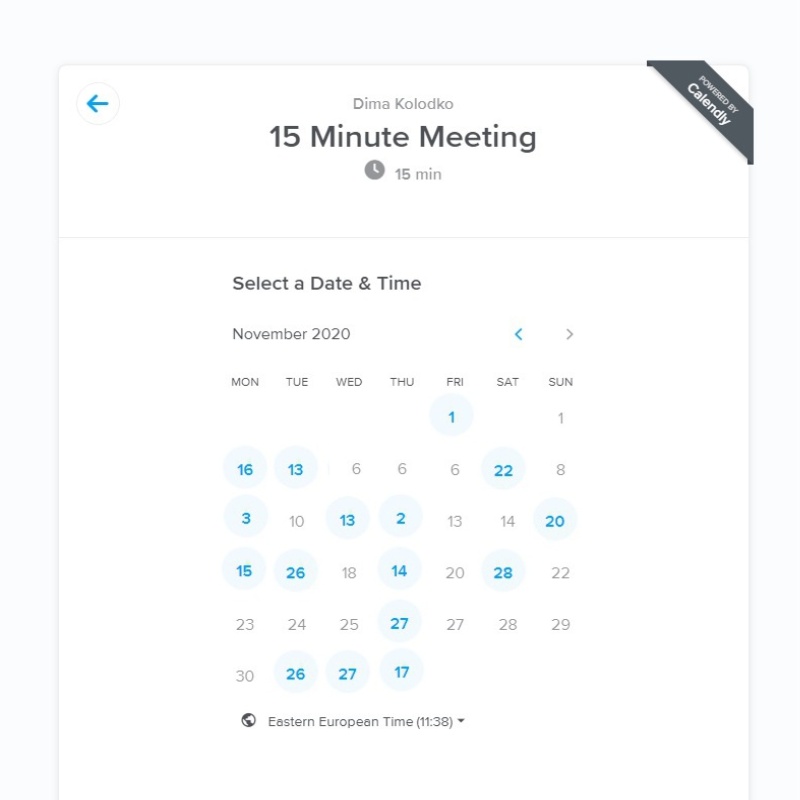 POWERED BY
Calendly
Dima Kolodko
15 Minute Meeting
15 min
Select a Date & Time
November 2020
MON TUE WED THU FRI SAT SUN
1 1
16 13 6 6 6 22 8
3 10 13 2 13 14 20
15 26 18 14 20 28 22
23 24 25 27 27 28 29
30 26 27 17
Eastern European Time (11:38)